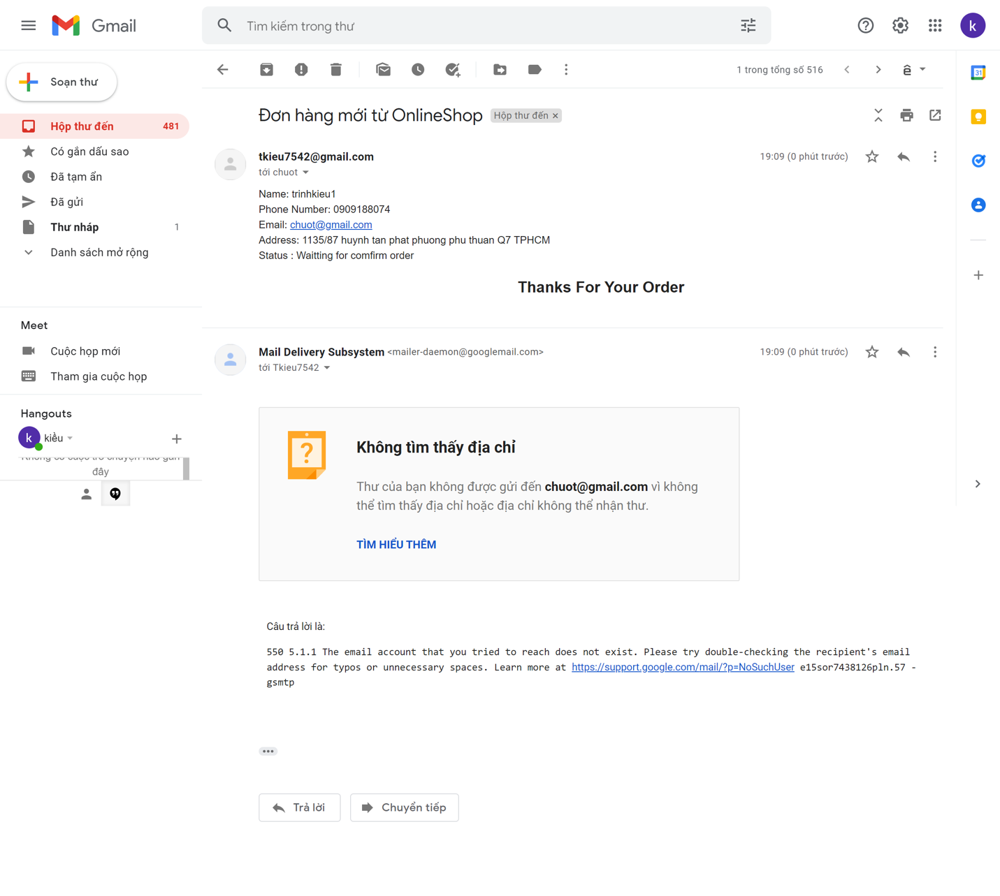 Gmail
Tìm kiếm trong thư
k
Soạn thư
1 trong tổng số 516
ê
31
Hộp thư đến 481
Có gắn dấu sao
Đã tạm ẩn
Đã gửi
Thư nháp 1
Danh sách mở rộng
Meet
Cuộc họp mới
Tham gia cuộc họp
Hangouts
k kiều
Không có cuộc trò chuyện nào gần
đây
Đơn hàng mới từ OnlineShop Hộp thư đến ×
tkieu7542@gmail.com 19:09 (0 phút trước)
tới chuot
Name: trinhkieu1
Phone Number: 0909188074
Email: chuot@gmail.com
Address: 1135/87 huynh tan phat phuong phu thuan Q7 TPHCM
Status : Waitting for comfirm order
Thanks For Your Order
Mail Delivery Subsystem <mailer-daemon@googlemail.com> 19:09 (0 phút trước)
tới Tkieu7542
Không tìm thấy địa chỉ
Thư của bạn không được gửi đến chuot@gmail.com vì không
thể tìm thấy địa chỉ hoặc địa chỉ không thể nhận thư.
TÌM HIỂU THÊM
Câu trả lời là:
550 5.1.1 The email account that you tried to reach does not exist. Please try double-checking the recipient's email
address for typos or unnecessary spaces. Learn more at https://support.google.com/mail/?p=NoSuchUser e15sor7438126pln.57 -
gsmtp
Trả lời
Chuyển tiếp